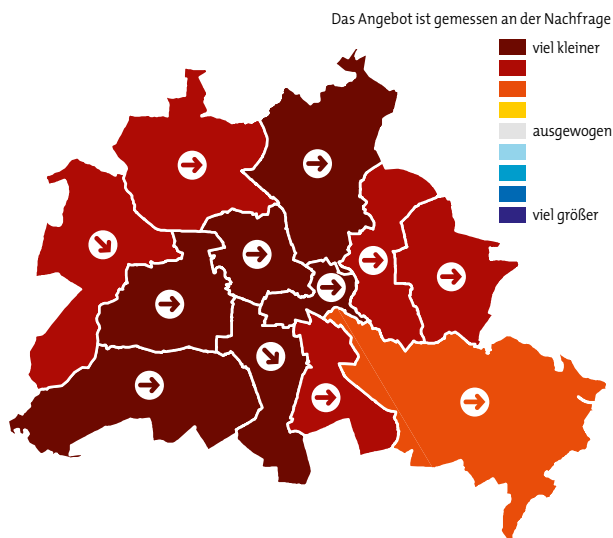 Das Angebot ist gemessen an der Nachfrage
viel kleiner
ausgewogen
viel größer